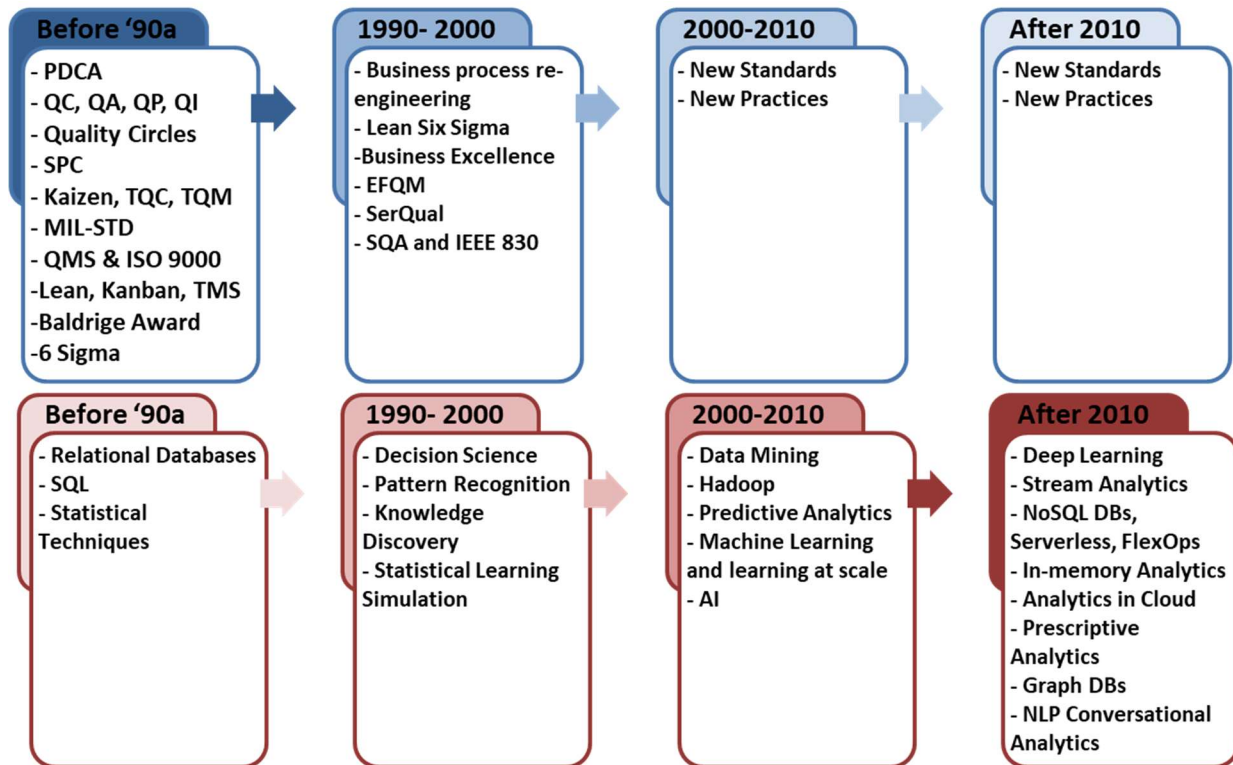 Before ‘90a
- PDCA
- QC, QA, QP, QI
- Quality Circles
- SPC
- Kaizen, TQC, TQM
- MIL-STD
- QMS & ISO 9000
-Lean, Kanban, TMS
-Baldrige Award
-6 Sigma
1990- 2000
- Business process re-
engineering
- Lean Six Sigma
-Business Excellence
- EFQM
- SerQual
- SQA and IEEE 830
2000-2010
- New Standards
- New Practices
After 2010
- New Standards
- New Practices
Before ‘90a
- Relational Databases
- SQL
- Statistical
Techniques
1990- 2000
- Decision Science
- Pattern Recognition
- Knowledge
Discovery
- Statistical Learning
Simulation
2000-2010
- Data Mining
- Hadoop
- Predictive Analytics
- Machine Learning
and learning at scale
- AI
After 2010
- Deep Learning
- Stream Analytics
- NoSQL DBs,
Serverless, FlexOps
- In-memory Analytics
- Analytics in Cloud
- Prescriptive
Analytics
- Graph DBs
- NLP Conversational
Analytics